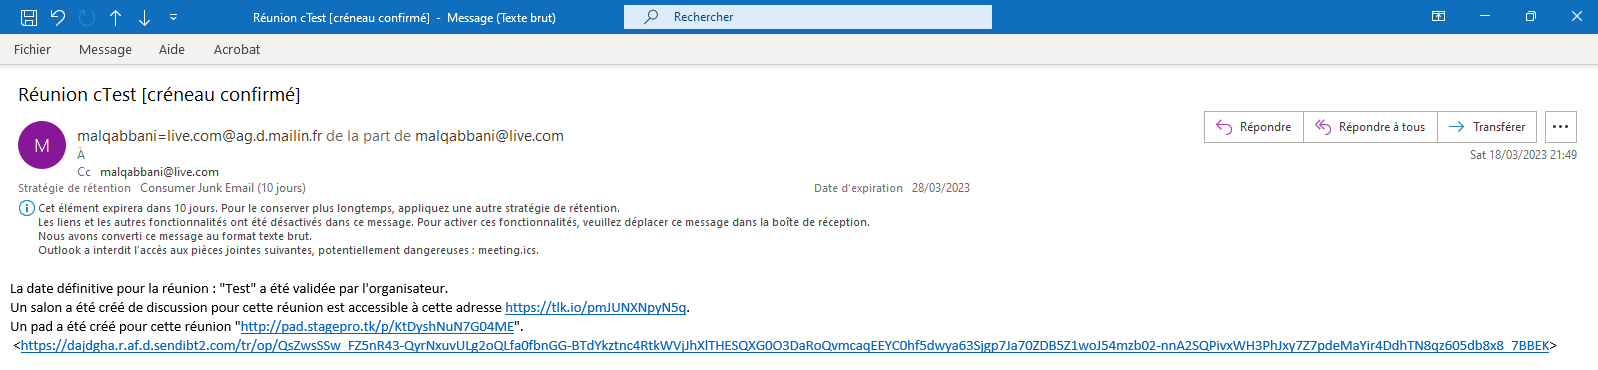 Réunion cTest [créneau confirmé] - Message (Texte brut)
Rechercher
Fichier Message Aide Acrobat
Réunion cTest [créneau confirmé]
M
malqabbani=live.com@ag.d.mailin.fr de la part de malqabbani@live.com
À
Cc malqabbani@live.com
Répondre Répondre à tous Transférer
Sat 18/03/2023 21:49
Stratégie de rétention Consumer Junk Email (10 jours) Date d'expiration 28/03/2023
Cet élément expirera dans 10 jours. Pour le conserver plus longtemps, appliquez une autre stratégie de rétention.
Les liens et les autres fonctionnalités ont été désactivés dans ce message. Pour activer ces fonctionnalités, veuillez déplacer ce message dans la boîte de réception.
Nous avons converti ce message au format texte brut.
Outlook a interdit l'accès aux pièces jointes suivantes, potentiellement dangereuses : meeting.ics.
La date définitive pour la réunion : "Test" a été validée par l'organisateur.
Un salon a été créé de discussion pour cette réunion est accessible à cette adresse https://tlk.io/pmJUNXNpyN5q.
Un pad a été créé pour cette réunion "http://pad.stagepro.tk/p/KtDyshNuN7G04ME".
<https://dajdgha.r.af.d.sendibt2.com/tr/op/QsZwsSSw_FZ5nR43-QyrNxuvULg2oQLfa0fbnGG-BTdYkztnc4RtkWVjJhXlTHESQXG0O3DaRoQvmcaqEEYC0hf5dwya63Sjgp7Ja70ZDB5Z1woJ54mzb02-nnA2SQPivxWH3PhJxy7Z7pdeMaYir4DdhTN8qz605db8x8_7BBEK>